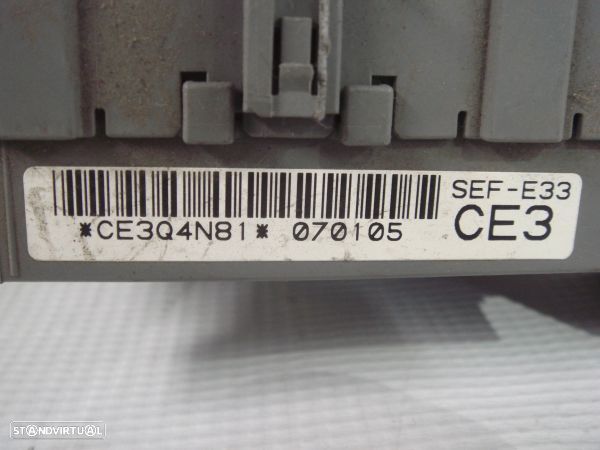 SEF-E33
*CE3Q4N81* 070105
CE3
STANDVIRTUAL